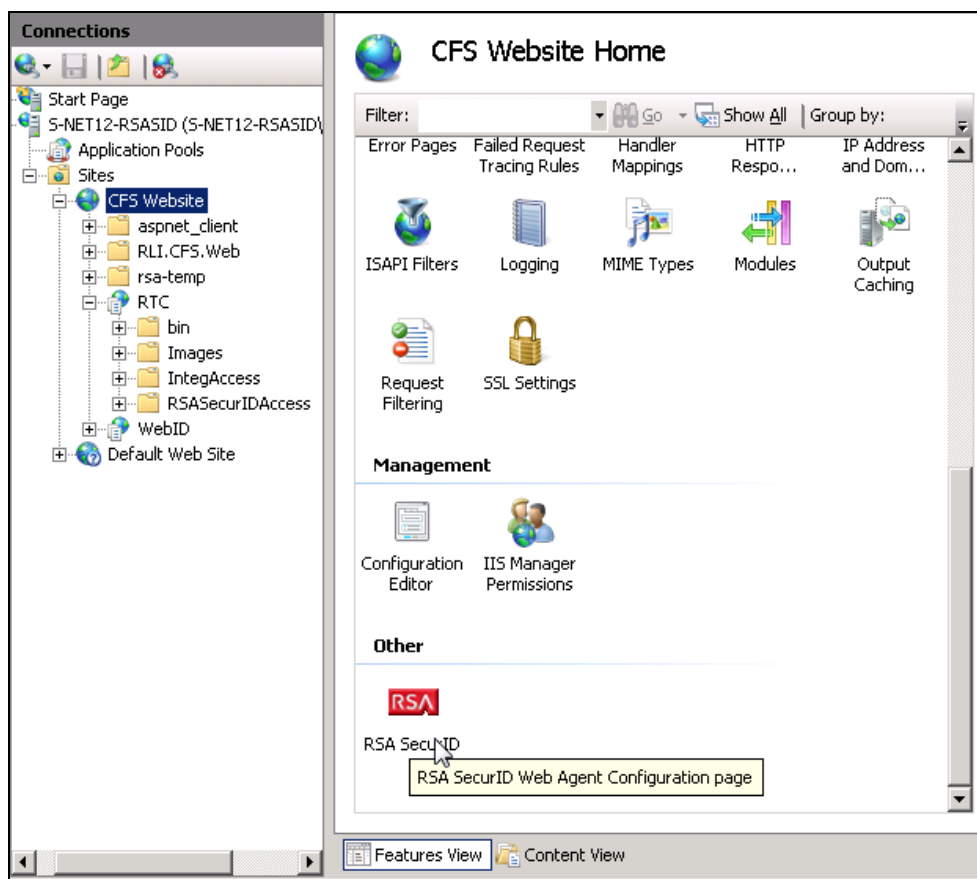 Connections
Start Page
S-NET12-RSASID (S-NET12-RSASID\
Application Pools
Sites
CFS Website
aspnet_client
RLI.CFS.Web
rsa-temp
RTC
bin
Images
IntegAccess
RSASecurIDAccess
WebID
Default Web Site
CFS Website Home
Filter: Go Show All Group by:
Error Pages Failed Request Tracing Rules Handler Mappings HTTP Respo... IP Address and Dom...
ISAPI Filters Logging MIME Types Modules Output Caching
Request Filtering SSL Settings
Management
Configuration Editor IIS Manager Permissions
Other
RSA
RSA SecurID
RSA SecurID Web Agent Configuration page
Features View Content View